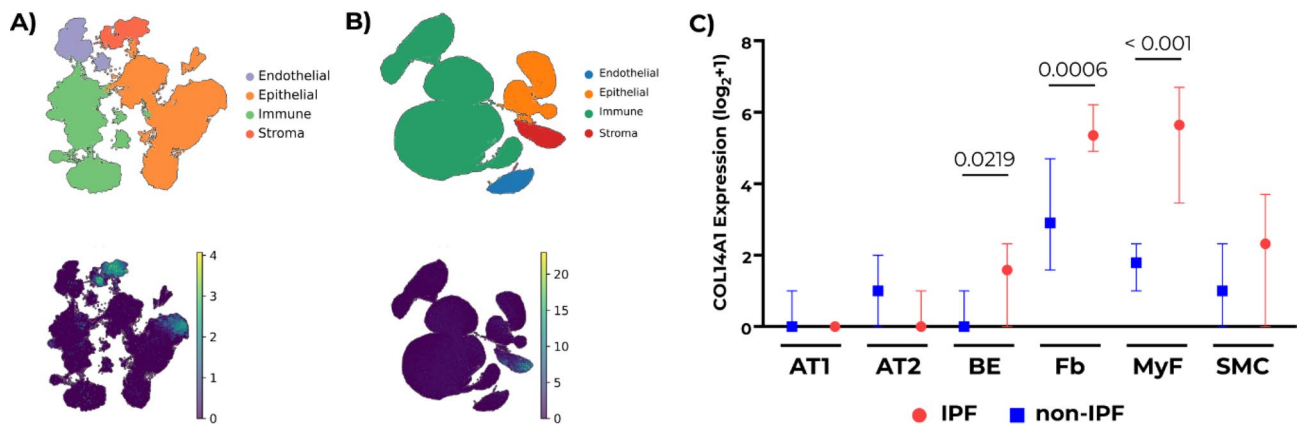 A)
Endothelial
Epithelial
Immune
Stroma
4
3
2
1
0
B)
Endothelial
Epithelial
Immune
Stroma
20
15
10
5
0
C)
COL14A1 Expression (log₂+1)
8
6
4
2
0
0.0219
0.0006
< 0.001
AT1 AT2 BE Fb MyF SMC
IPF non-IPF